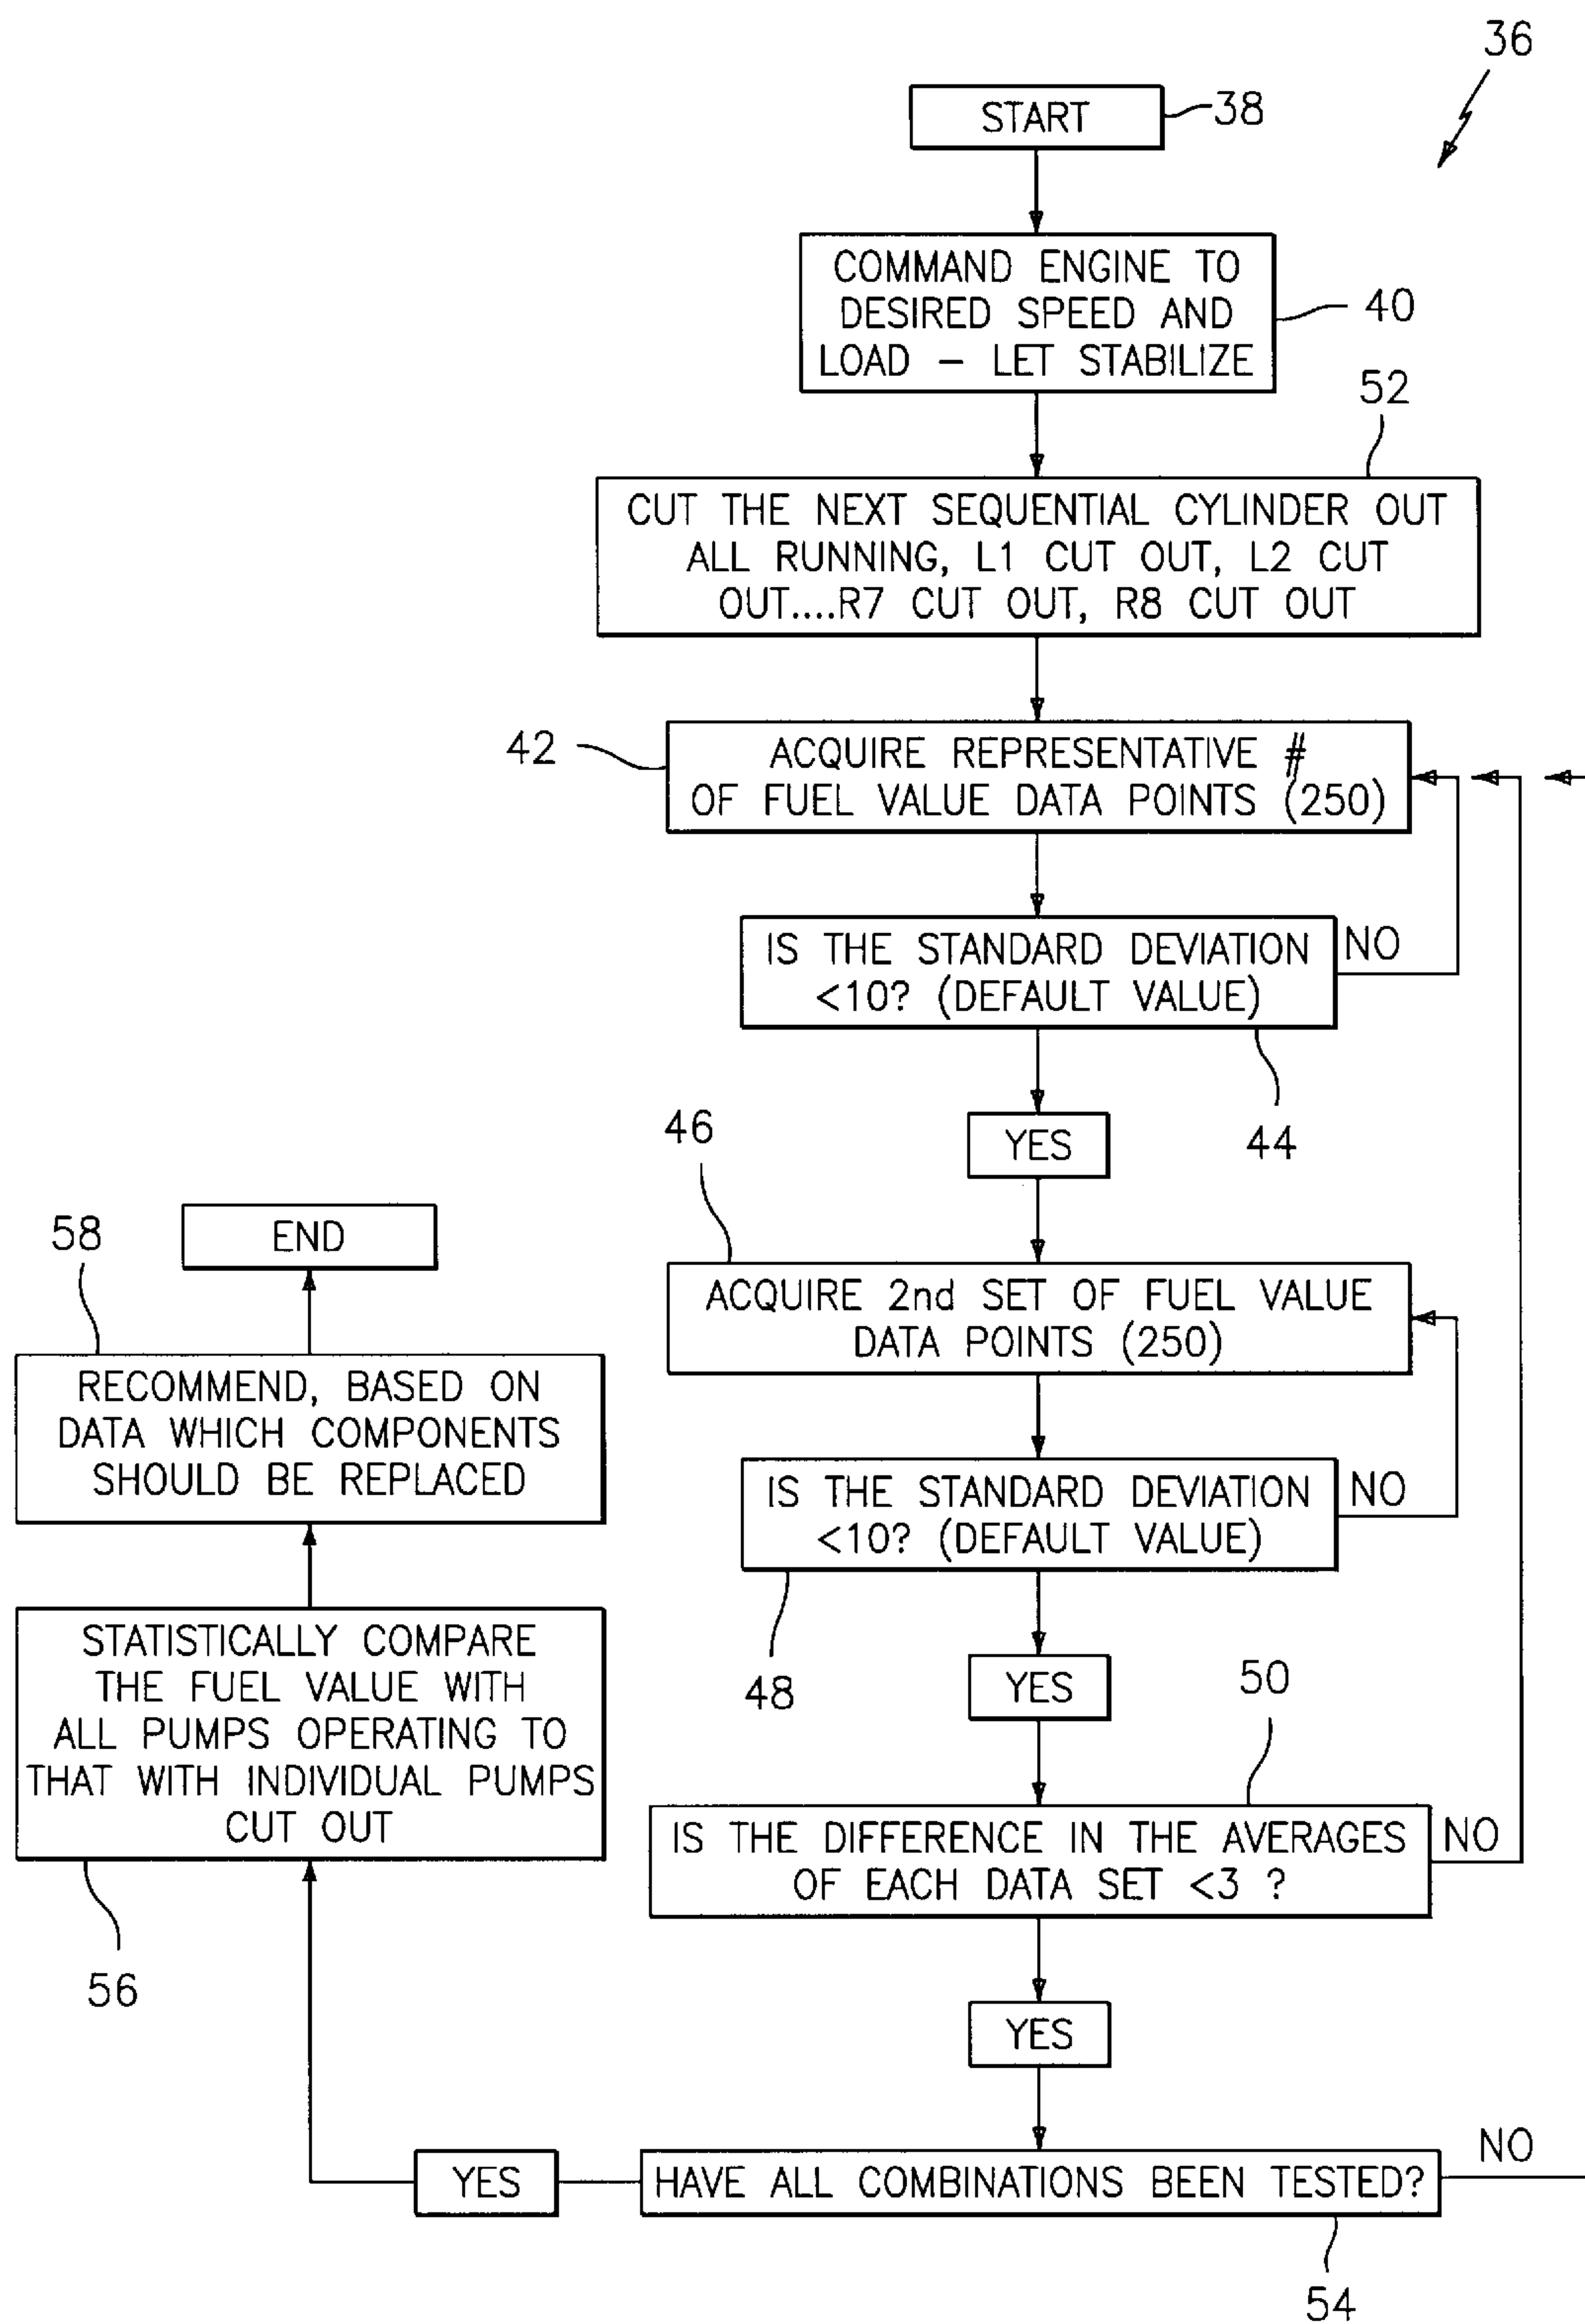 36
START
38
COMMAND ENGINE TO
DESIRED SPEED AND
LOAD - LET STABILIZE
40
52
CUT THE NEXT SEQUENTIAL CYLINDER OUT
ALL RUNNING, L1 CUT OUT, L2 CUT
OUT....R7 CUT OUT, R8 CUT OUT
42
ACQUIRE REPRESENTATIVE #
OF FUEL VALUE DATA POINTS (250)
IS THE STANDARD DEVIATION
<10? (DEFAULT VALUE)
NO
44
YES
46
ACQUIRE 2nd SET OF FUEL VALUE
DATA POINTS (250)
IS THE STANDARD DEVIATION
<10? (DEFAULT VALUE)
NO
48
YES
50
IS THE DIFFERENCE IN THE AVERAGES
OF EACH DATA SET <3 ?
NO
YES
HAVE ALL COMBINATIONS BEEN TESTED?
NO
54
YES
STATISTICALLY COMPARE
THE FUEL VALUE WITH
ALL PUMPS OPERATING TO
THAT WITH INDIVIDUAL PUMPS
CUT OUT
56
58
RECOMMEND, BASED ON
DATA WHICH COMPONENTS
SHOULD BE REPLACED
END